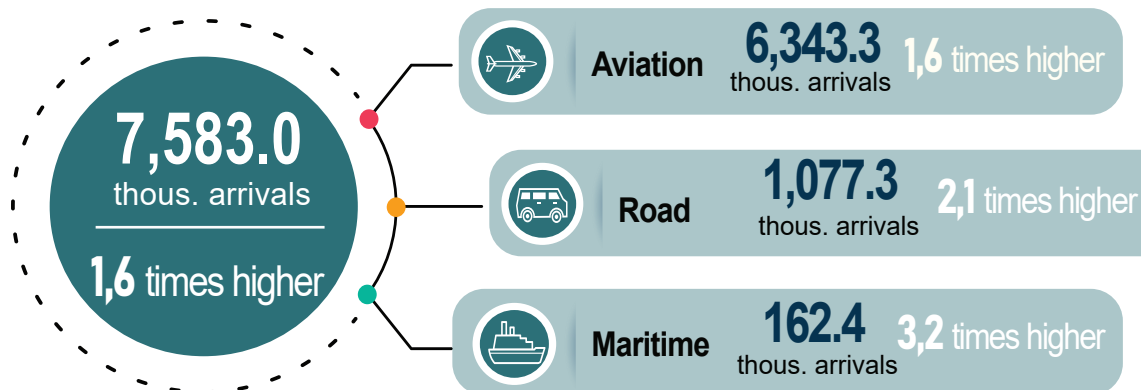 7,583.0
thous. arrivals
1,6 times higher
Aviation
6,343.3
thous. arrivals
1,6 times higher
Road
1,077.3
thous. arrivals
2,1 times higher
Maritime
162.4
thous. arrivals
3,2 times higher